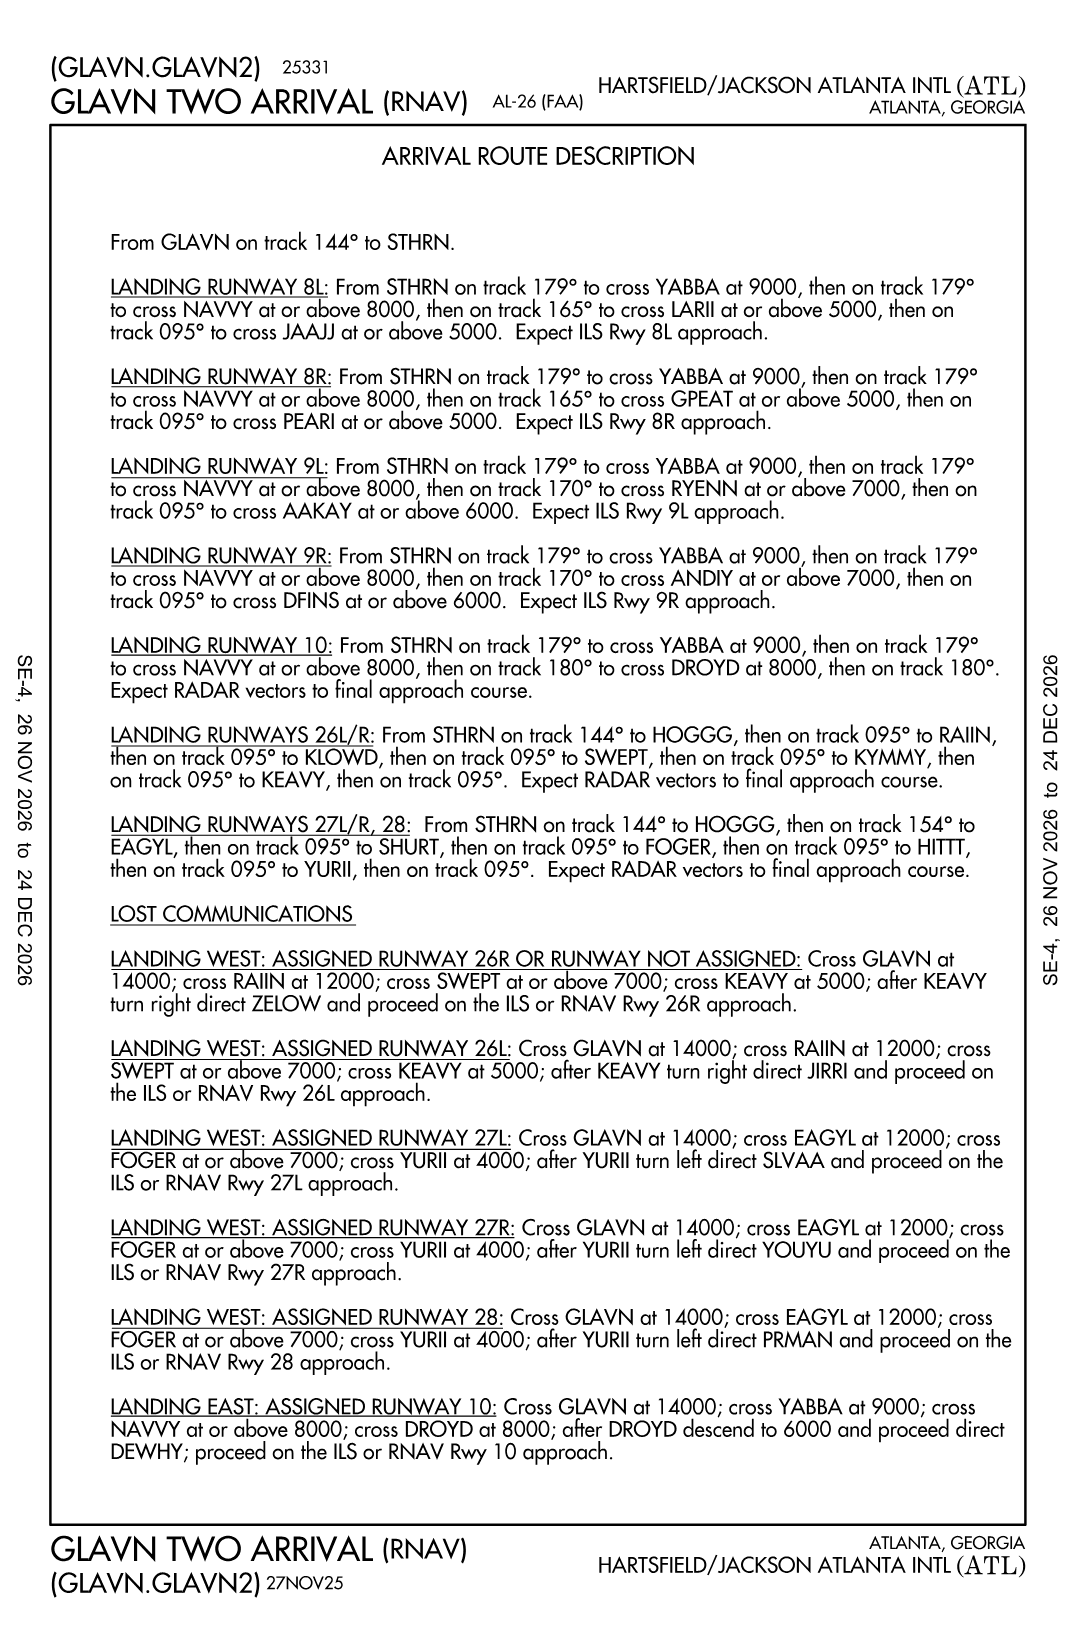 (GLAVN.GLAVN2) 25331
GLAVN TWO ARRIVAL (RNAV) AL-26 (FAA)
HARTSFIELD/JACKSON ATLANTA INTL (ATL)
ATLANTA, GEORGIA
ARRIVAL ROUTE DESCRIPTION
From GLAVN on track 144° to STHRN.
LANDING RUNWAY 8L: From STHRN on track 179° to cross YABBA at 9000, then on track 179°
to cross NAVVY at or above 8000, then on track 165° to cross LARII at or above 5000, then on
track 095° to cross JAAJJ at or above 5000. Expect ILS Rwy 8L approach.
LANDING RUNWAY 8R: From STHRN on track 179° to cross YABBA at 9000, then on track 179°
to cross NAVVY at or above 8000, then on track 165° to cross GPEAT at or above 5000, then on
track 095° to cross PEARI at or above 5000. Expect ILS Rwy 8R approach.
LANDING RUNWAY 9L: From STHRN on track 179° to cross YABBA at 9000, then on track 179°
to cross NAVVY at or above 8000, then on track 170° to cross RYENN at or above 7000, then on
track 095° to cross AAKAY at or above 6000. Expect ILS Rwy 9L approach.
LANDING RUNWAY 9R: From STHRN on track 179° to cross YABBA at 9000, then on track 179°
to cross NAVVY at or above 8000, then on track 170° to cross ANDIY at or above 7000, then on
track 095° to cross DFINS at or above 6000. Expect ILS Rwy 9R approach.
LANDING RUNWAY 10: From STHRN on track 179° to cross YABBA at 9000, then on track 179°
to cross NAVVY at or above 8000, then on track 180° to cross DROYD at 8000, then on track 180°.
Expect RADAR vectors to final approach course.
LANDING RUNWAYS 26L/R: From STHRN on track 144° to HOGGG, then on track 095° to RAIIN,
then on track 095° to KLOWD, then on track 095° to SWEPT, then on track 095° to KYMMY, then
on track 095° to KEAVY, then on track 095°. Expect RADAR vectors to final approach course.
LANDING RUNWAYS 27L/R, 28: From STHRN on track 144° to HOGGG, then on track 154° to
EAGYL, then on track 095° to SHURT, then on track 095° to FOGER, then on track 095° to HITTT,
then on track 095° to YURII, then on track 095°. Expect RADAR vectors to final approach course.
LOST COMMUNICATIONS
LANDING WEST: ASSIGNED RUNWAY 26R OR RUNWAY NOT ASSIGNED: Cross GLAVN at
14000; cross RAIIN at 12000; cross SWEPT at or above 7000; cross KEAVY at 5000; after KEAVY
turn right direct ZELOW and proceed on the ILS or RNAV Rwy 26R approach.
LANDING WEST: ASSIGNED RUNWAY 26L: Cross GLAVN at 14000; cross RAIIN at 12000; cross
SWEPT at or above 7000; cross KEAVY at 5000; after KEAVY turn right direct JIRRI and proceed on
the ILS or RNAV Rwy 26L approach.
LANDING WEST: ASSIGNED RUNWAY 27L: Cross GLAVN at 14000; cross EAGYL at 12000; cross
FOGER at or above 7000; cross YURII at 4000; after YURII turn left direct SLVAA and proceed on the
ILS or RNAV Rwy 27L approach.
LANDING WEST: ASSIGNED RUNWAY 27R: Cross GLAVN at 14000; cross EAGYL at 12000; cross
FOGER at or above 7000; cross YURII at 4000; after YURII turn left direct YOUYU and proceed on the
ILS or RNAV Rwy 27R approach.
LANDING WEST: ASSIGNED RUNWAY 28: Cross GLAVN at 14000; cross EAGYL at 12000; cross
FOGER at or above 7000; cross YURII at 4000; after YURII turn left direct PRMAN and proceed on the
ILS or RNAV Rwy 28 approach.
LANDING EAST: ASSIGNED RUNWAY 10: Cross GLAVN at 14000; cross YABBA at 9000; cross
NAVVY at or above 8000; cross DROYD at 8000; after DROYD descend to 6000 and proceed direct
DEWHY; proceed on the ILS or RNAV Rwy 10 approach.
SE-4, 26 NOV 2026 to 24 DEC 2026
SE-4, 26 NOV 2026 to 24 DEC 2026
GLAVN TWO ARRIVAL (RNAV)
(GLAVN.GLAVN2) 27NOV25
ATLANTA, GEORGIA
HARTSFIELD/JACKSON ATLANTA INTL (ATL)